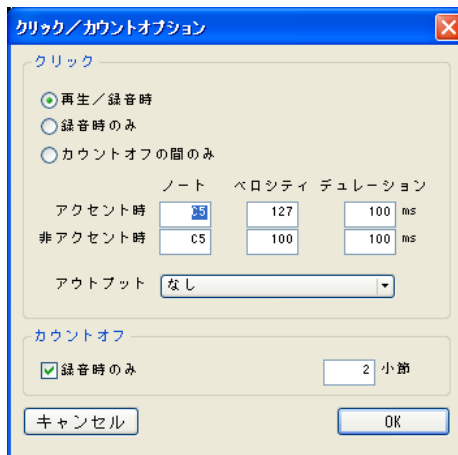 クリック／カウントオプション
クリック
再生／録音時
録音時のみ
カウントオフの間のみ
ノート ベロシティ デュレーション
アクセント時 C5 127 100 ms
非アクセント時 C5 100 100 ms
アウトプット なし
カウントオフ
録音時のみ 2 小節
キャンセル OK